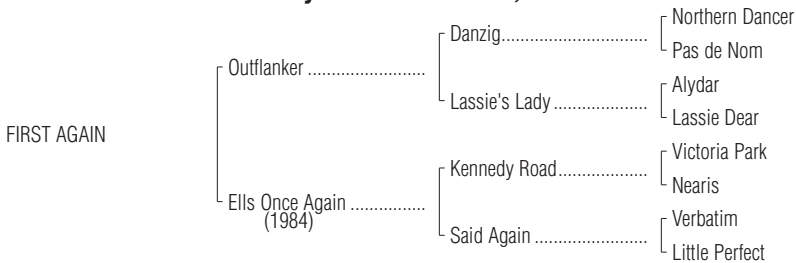 Northern Dancer
Danzig..............................
Pas de Nom
Outflanker ........................
Alydar
Lassie's Lady ...................
Lassie Dear
FIRST AGAIN
Victoria Park
Kennedy Road..................
Nearis
Ells Once Again ...............
(1984)
Verbatim
Said Again .......................
Little Perfect